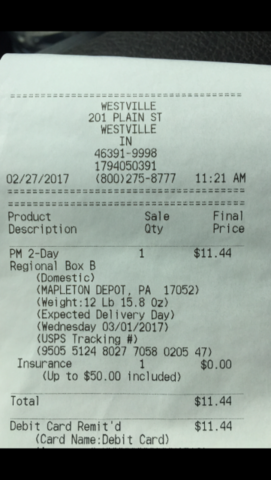 WESTVILLE
201 PLAIN ST
WESTVILLE
IN
46391-9998
1794050391
02/27/2017 (800)275-8777 11:21 AM
Product Sale Final
Description Qty Price
PM 2-Day 1 $11.44
Regional Box B
(Domestic)
(MAPLETON DEPOT, PA 17052)
(Weight:12 Lb 15.8 Oz)
(Expected Delivery Day)
(Wednesday 03/01/2017)
(USPS Tracking #)
(9505 5124 8027 7058 0205 47)
Insurance 1 $0.00
(Up to $50.00 included)
Total $11.44
Debit Card Remit'd $11.44
(Card Name:Debit Card)